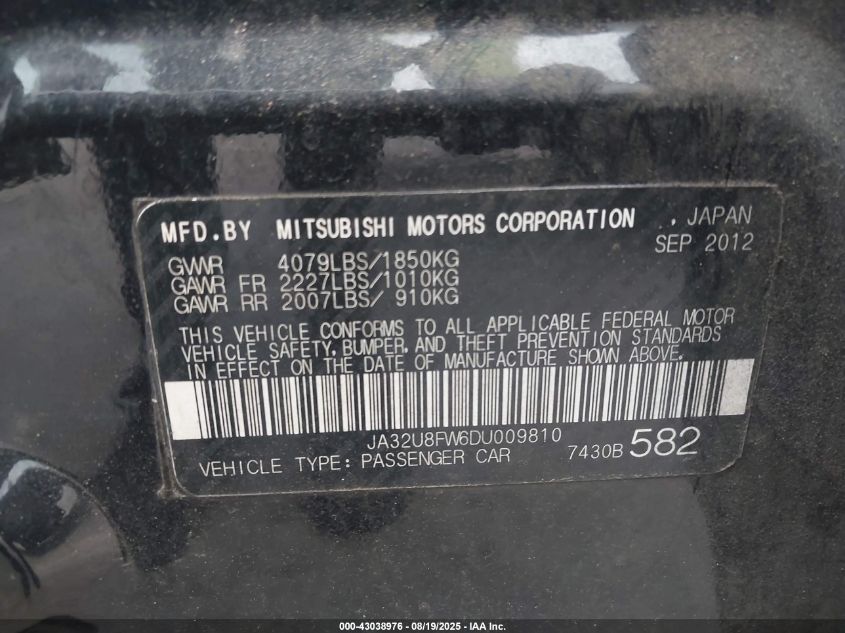 MFD.BY MITSUBISHI MOTORS CORPORATION , JAPAN
SEP 2012
GVWR 4079LBS/1850KG
GAWR FR 2227LBS/1010KG
GAWR RR 2007LBS/ 910KG
THIS VEHICLE CONFORMS TO ALL APPLICABLE FEDERAL MOTOR
VEHICLE SAFETY, BUMPER, AND THEFT PREVENTION STANDARDS
IN EFFECT ON THE DATE OF MANUFACTURE SHOWN ABOVE.
JA32U8FW6DU009810
VEHICLE TYPE: PASSENGER CAR 7430B 582
000-43038976 - 08/19/2025 - IAA Inc.